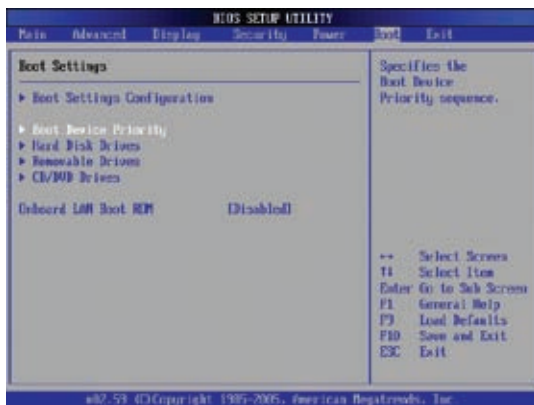 BIOS SETUP UTILITY
Main Advanced Display Security Power Boot Exit
Boot Settings
Boot Settings Configuration
Boot Device Priority
Hard Disk Drives
Removable Drives
CD/DVD Drives
Onboard LAN Boot ROM [Disabled]
Specifies the
Boot Device
Priority sequence.
↔ Select Screen
↑↓ Select Item
Enter Go to Sub Screen
F1 General Help
F9 Load Defaults
F10 Save and Exit
ESC Exit
v02.59 (C)Copyright 1985-2005, American Megatrends, Inc.